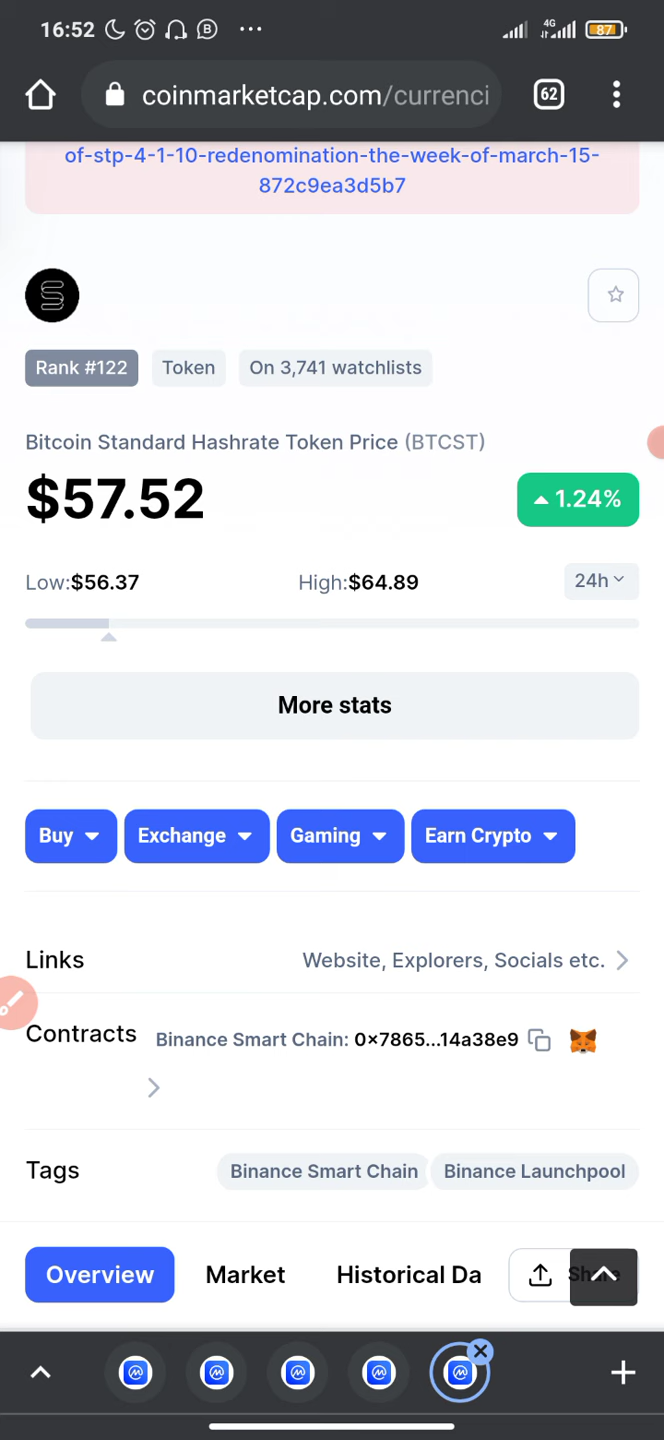 16:52 ... 4G 87
coinmarketcap.com/currenci 62
of-stp-4-1-10-redenomination-the-week-of-march-15-
872c9ea3d5b7
Rank #122 Token On 3,741 watchlists
Bitcoin Standard Hashrate Token Price (BTCST)
$57.52 1.24%
Low:$56.37 High:$64.89 24h
More stats
Buy Exchange Gaming Earn Crypto
Links Website, Explorers, Socials etc.
Contracts Binance Smart Chain: 0x7865...14a38e9
Tags Binance Smart Chain Binance Launchpool
Overview Market Historical Da Share